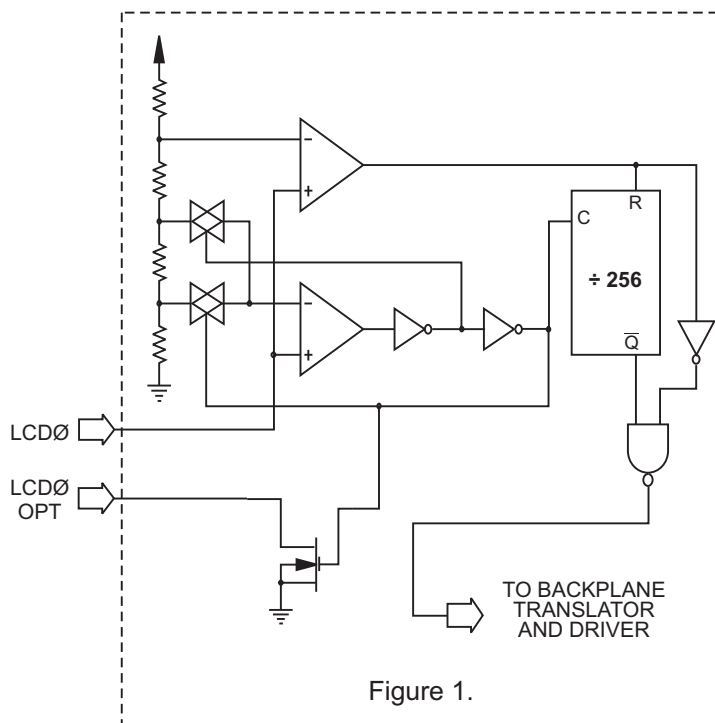 −
+
R
C
÷ 256
−
+
Q̅
LCDØ
LCDØ
OPT
TO BACKPLANE
TRANSLATOR
AND DRIVER
Figure 1.